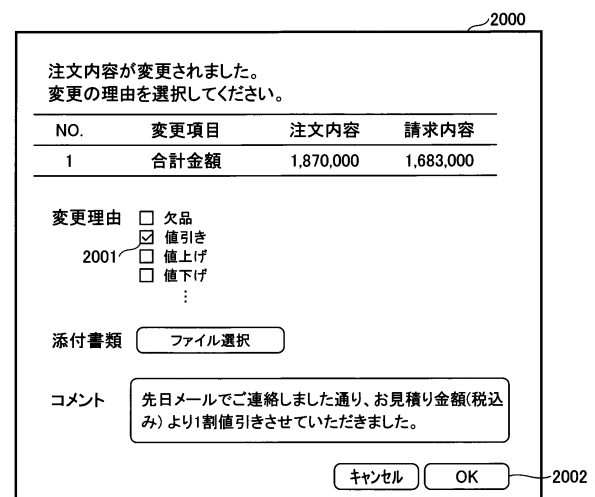 2000
注文内容が変更されました。
変更の理由を選択してください。
NO. 変更項目 注文内容 請求内容
1 合計金額 1,870,000 1,683,000
変更理由 欠品
値引き
2001 値上げ
値下げ
⋮
添付書類 ファイル選択
コメント 先日メールでご連絡しました通り、お見積り金額(税込
み)より1割値引きさせていただきました。
キャンセル OK 2002